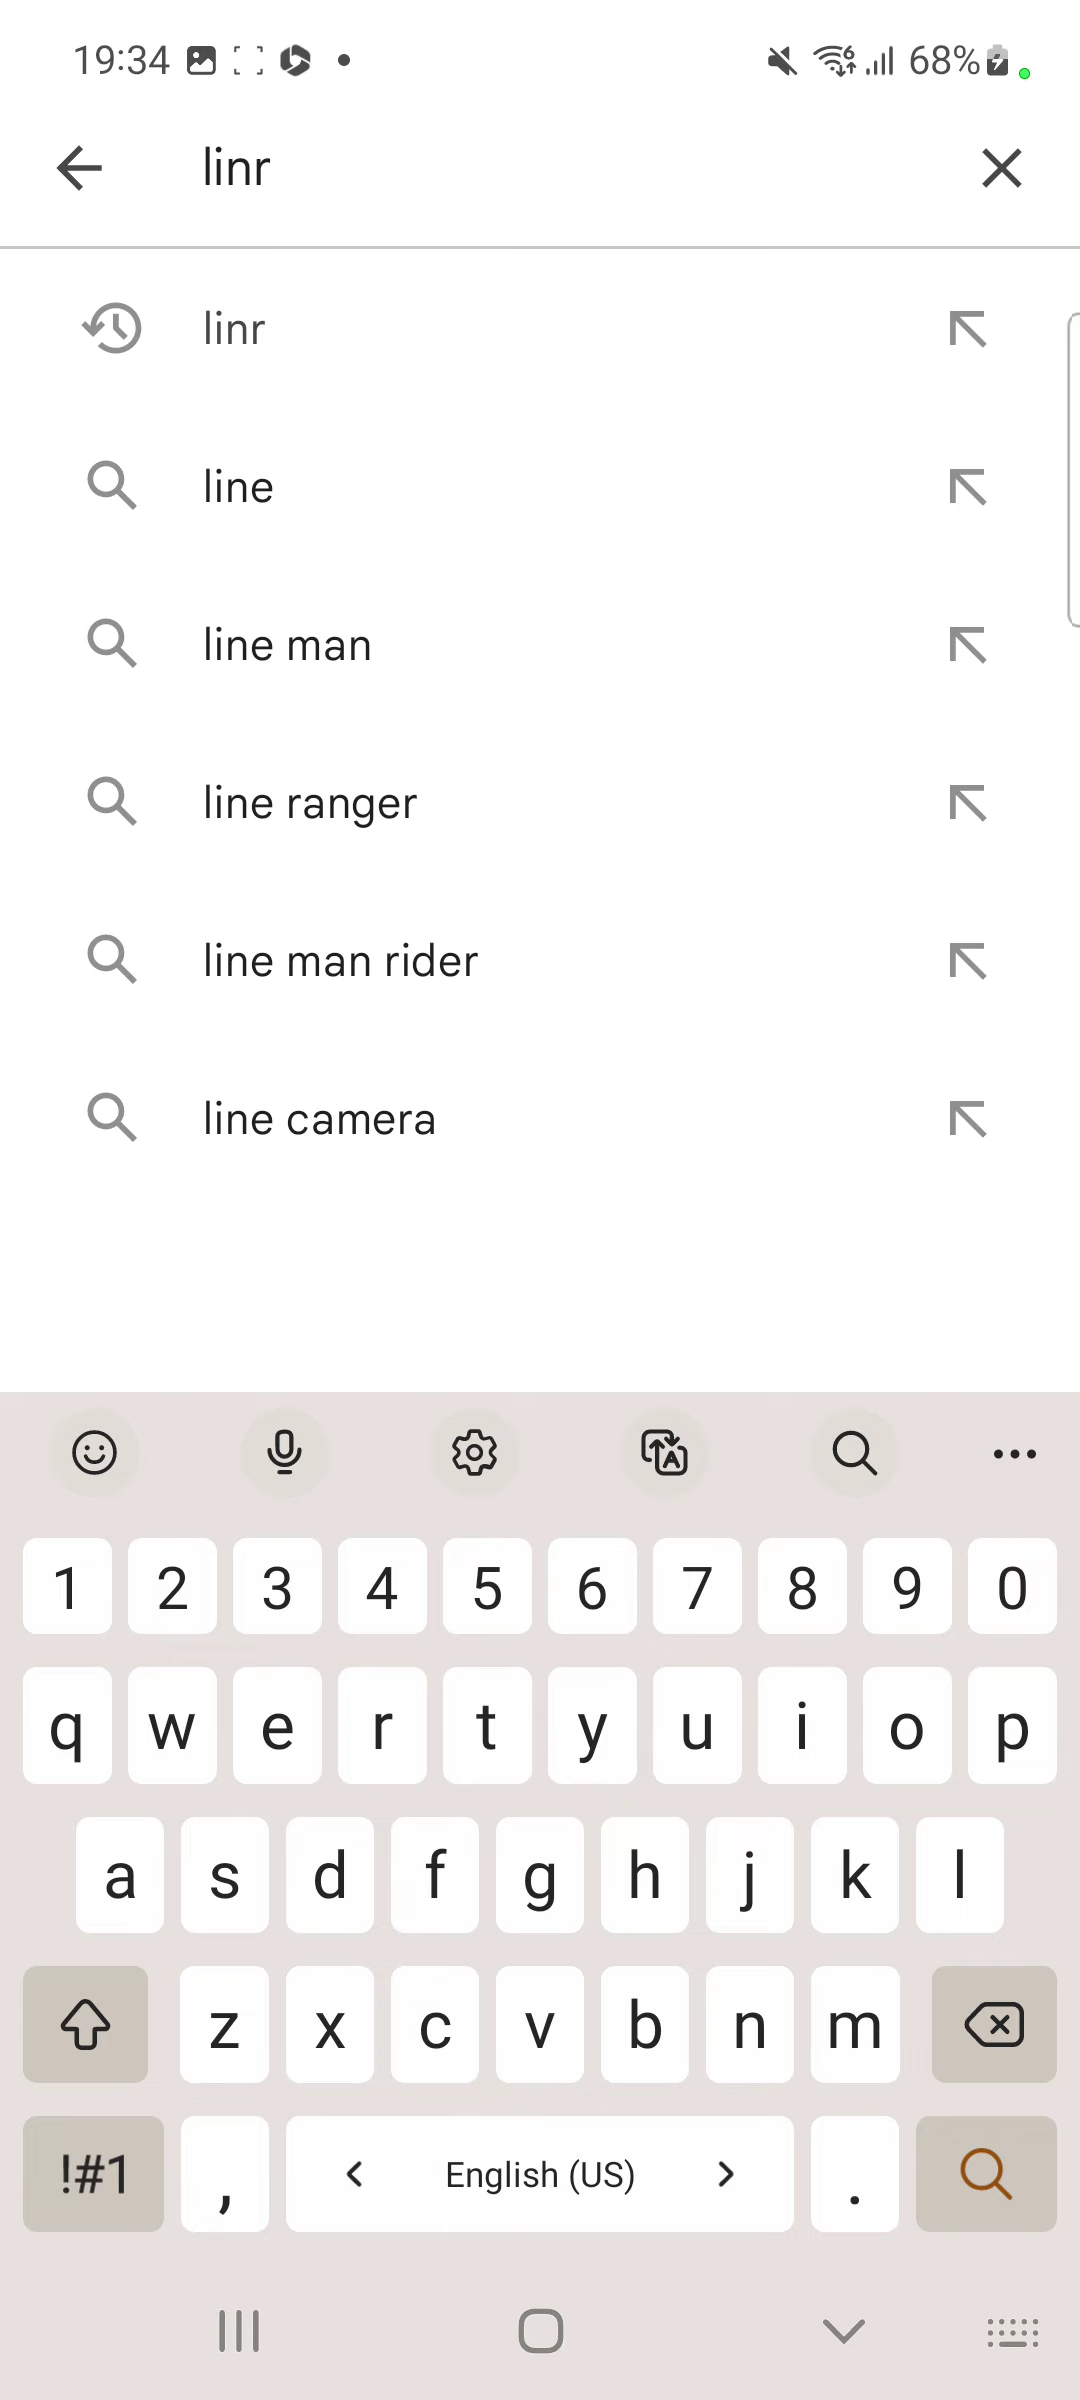 19:34 68%
linr
linr
line
line man
line ranger
line man rider
line camera
1 2 3 4 5 6 7 8 9 0
q w e r t y u i o p
a s d f g h j k l
z x c v b n m
!#1 , < English (US) > .